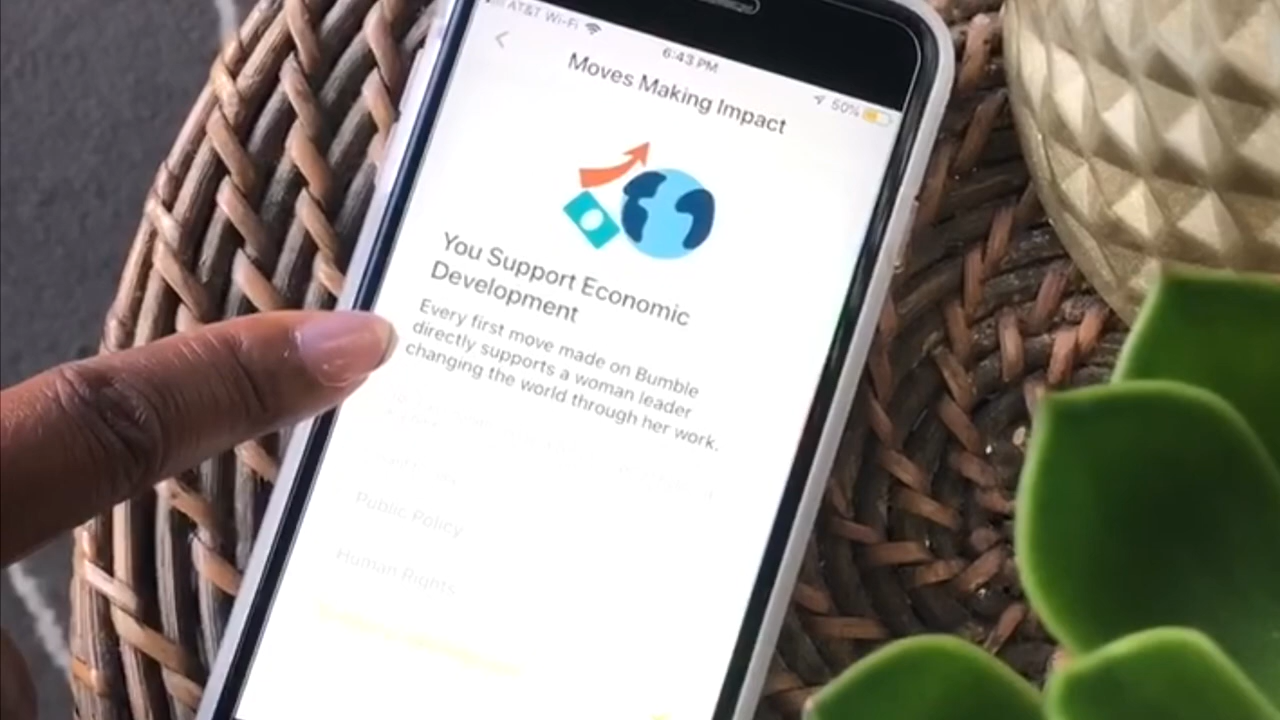 AT&T Wi-Fi
6:43 PM
50%
Moves Making Impact
You Support Economic
Development
Every first move made on Bumble
directly supports a woman leader
changing the world through her work.
Public Policy
Human Rights